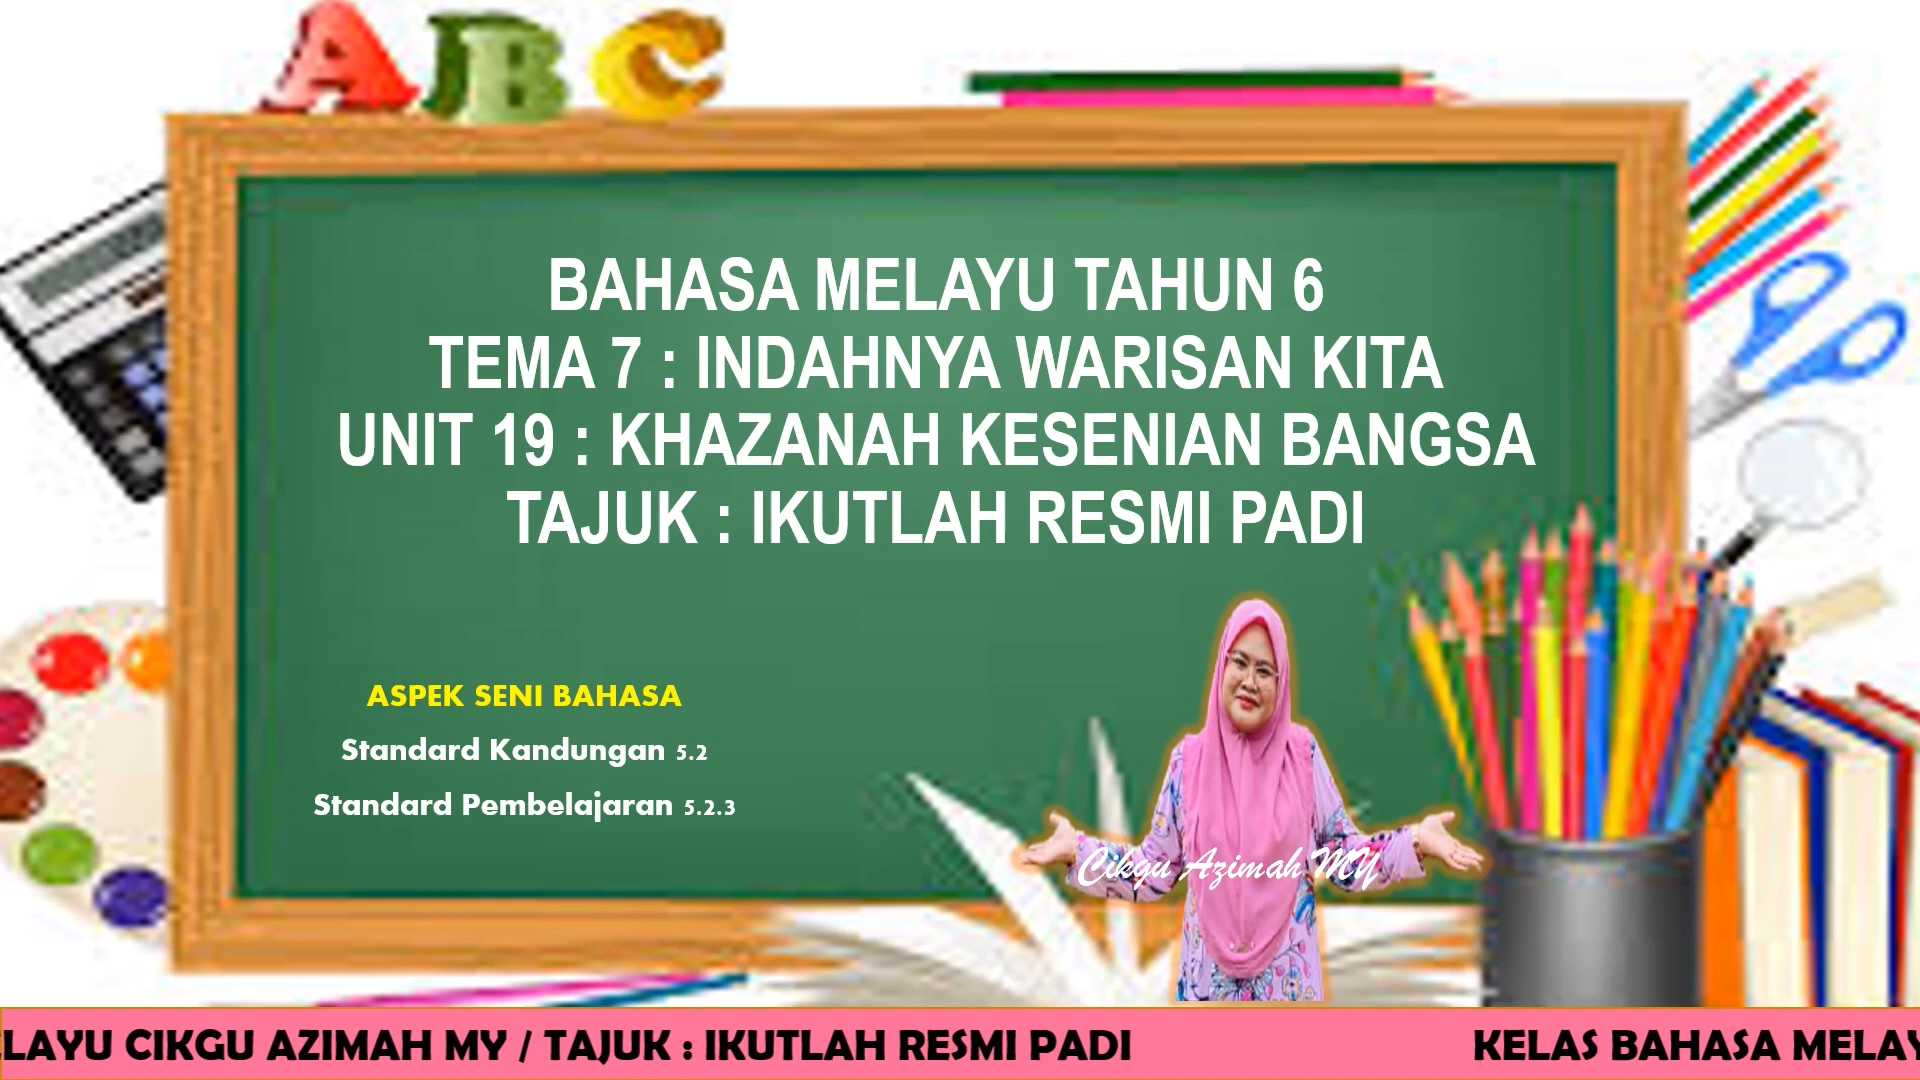 ABC
BAHASA MELAYU TAHUN 6
TEMA 7 : INDAHNYA WARISAN KITA
UNIT 19 : KHAZANAH KESENIAN BANGSA
TAJUK : IKUTLAH RESMI PADI
ASPEK SENI BAHASA
Standard Kandungan 5.2
Standard Pembelajaran 5.2.3
Cikgu Azimah MY
ELAYU CIKGU AZIMAH MY / TAJUK : IKUTLAH RESMI PADI KELAS BAHASA MELAY